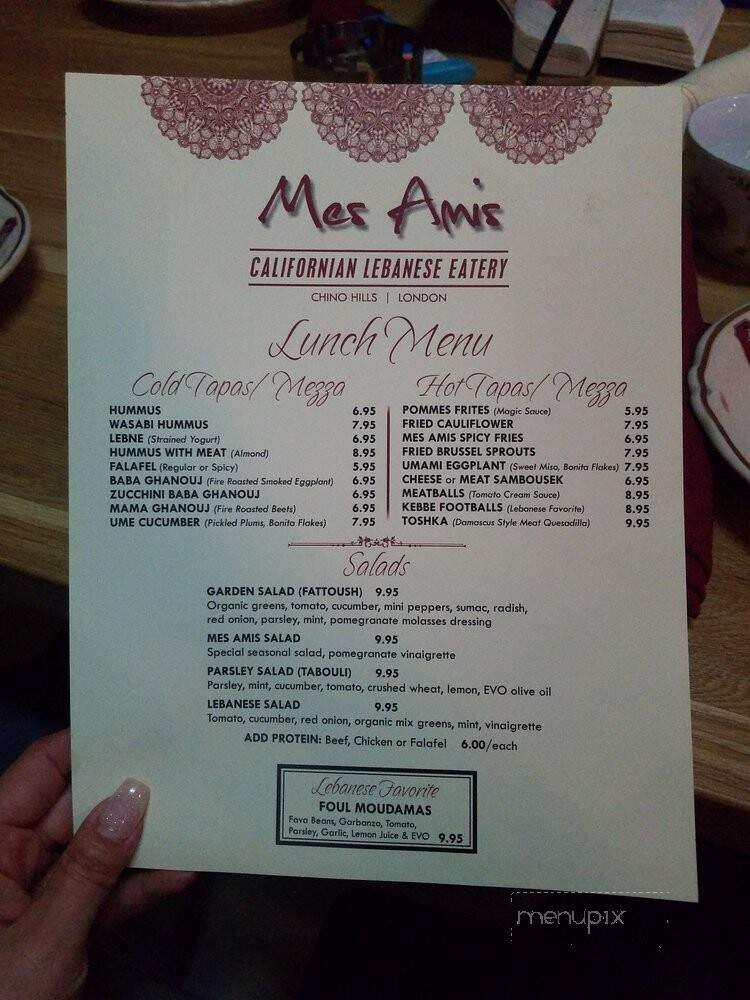 Mes Amis
CALIFORNIAN LEBANESE EATERY
CHINO HILLS | LONDON
Lunch Menu
Cold Tapas/ Mezza
HUMMUS 6.95
WASABI HUMMUS 7.95
LEBNE (Strained Yogurt) 6.95
HUMMUS WITH MEAT (Almond) 8.95
FALAFEL (Regular or Spicy) 5.95
BABA GHANOUJ (Fire Roasted Smoked Eggplant) 6.95
ZUCCHINI BABA GHANOUJ 6.95
MAMA GHANOUJ (Fire Roasted Beets) 6.95
UME CUCUMBER (Pickled Plums, Bonita Flakes) 7.95
Hot Tapas/ Mezza
POMMES FRITES (Magic Sauce) 5.95
FRIED CAULIFLOWER 7.95
MES AMIS SPICY FRIES 6.95
FRIED BRUSSEL SPROUTS 7.95
UMAMI EGGPLANT (Sweet Miso, Bonita Flakes) 7.95
CHEESE or MEAT SAMBOUSEK 6.95
MEATBALLS (Tomato Cream Sauce) 8.95
KEBBE FOOTBALLS (Lebanese Favorite) 8.95
TOSHKA (Damascus Style Meat Quesadilla) 9.95
Salads
GARDEN SALAD (FATTOUSH) 9.95
Organic greens, tomato, cucumber, mini peppers, sumac, radish,
red onion, parsley, mint, pomegranate molasses dressing
MES AMIS SALAD 9.95
Special seasonal salad, pomegranate vinaigrette
PARSLEY SALAD (TABOULI) 9.95
Parsley, mint, cucumber, tomato, crushed wheat, lemon, EVO olive oil
LEBANESE SALAD 9.95
Tomato, cucumber, red onion, organic mix greens, mint, vinaigrette
ADD PROTEIN: Beef, Chicken or Falafel 6.00/each
Lebanese Favorite
FOUL MOUDAMAS
Fava Beans, Garbanzo, Tomato,
Parsley, Garlic, Lemon Juice & EVO 9.95
menupix